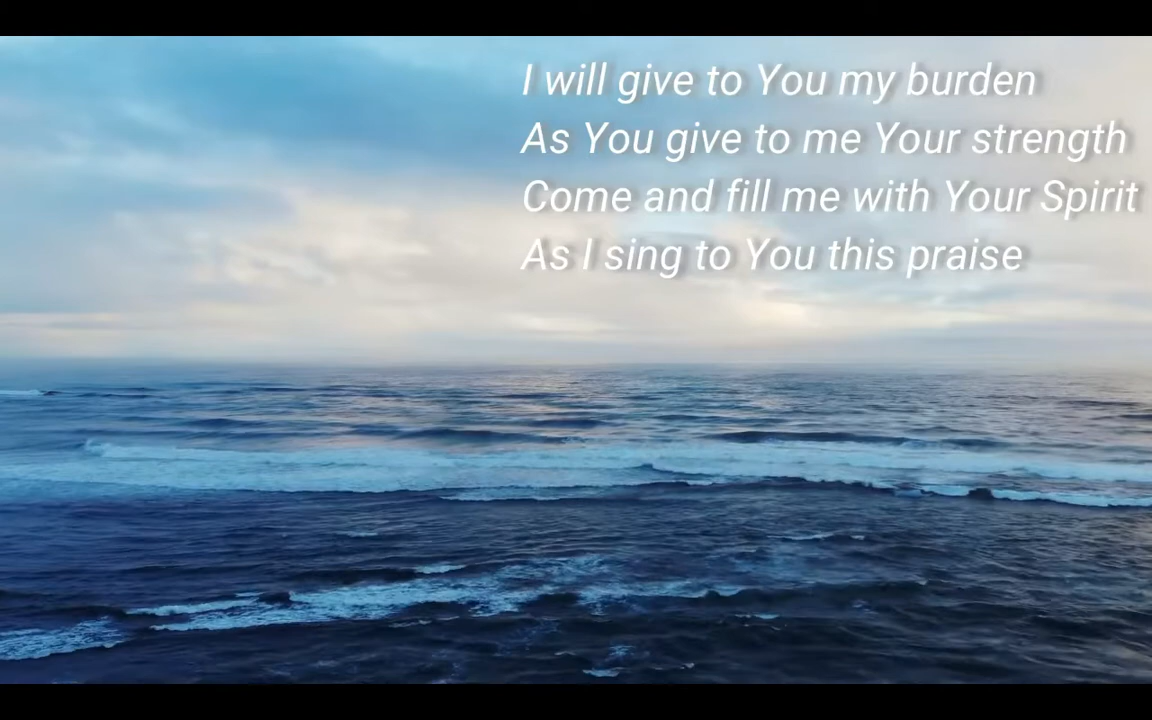 I will give to You my burden
As You give to me Your strength
Come and fill me with Your Spirit
As I sing to You this praise